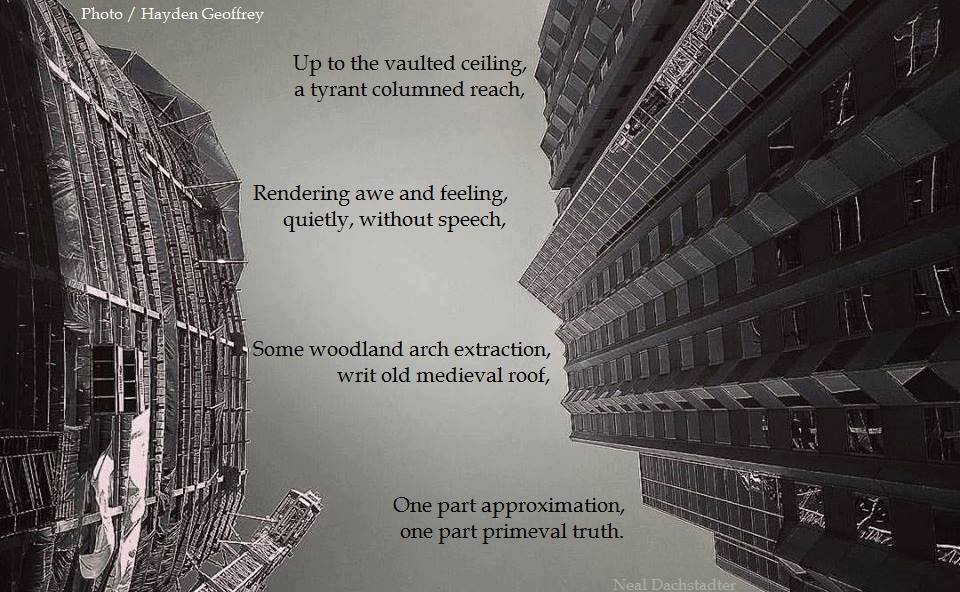 Photo / Hayden Geoffrey
Up to the vaulted ceiling,
a tyrant columned reach,
Rendering awe and feeling,
quietly, without speech,
Some woodland arch extraction,
writ old medieval roof,
One part approximation,
one part primeval truth.
Neal Dachstadter